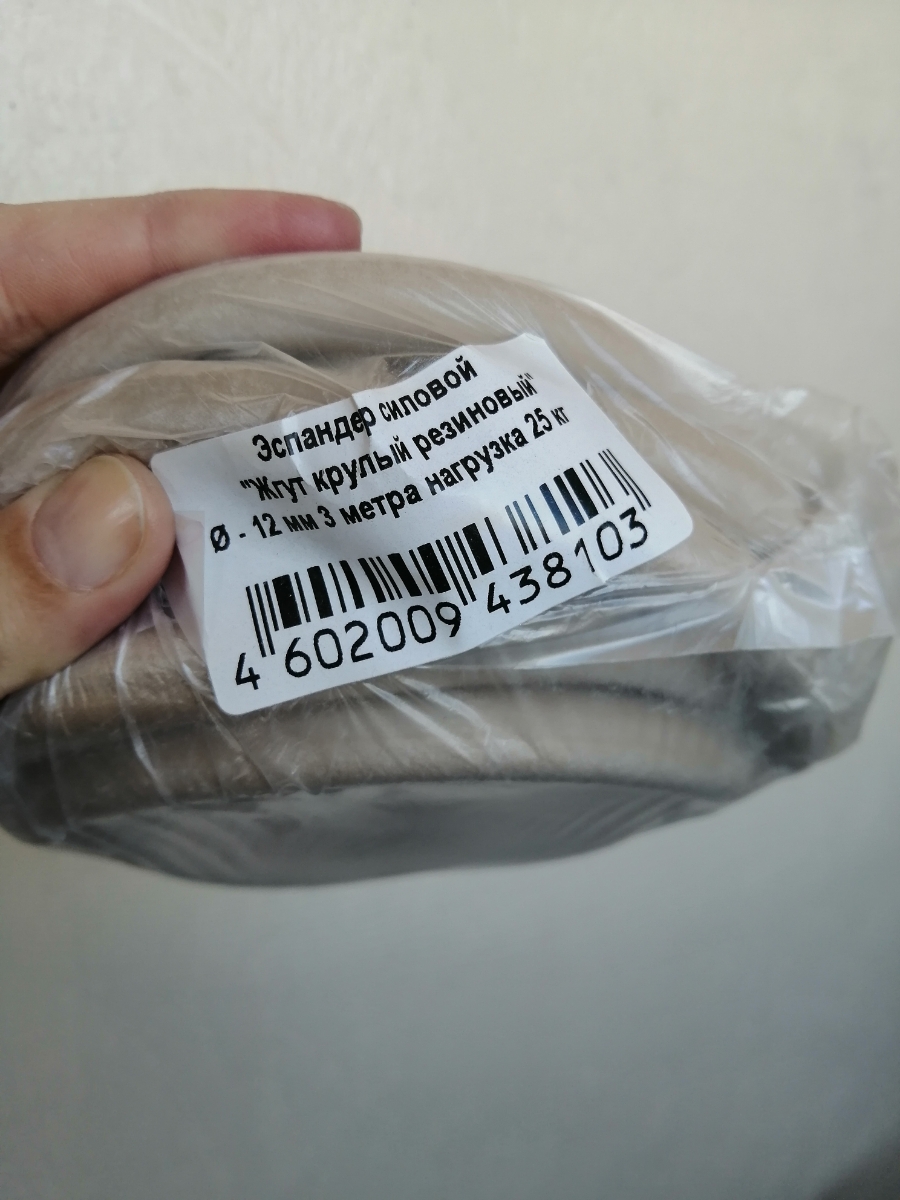 Эспандер силовой
"Жгут крулый резиновый"
Ø - 12 мм 3 метра нагрузка 25 кг
4 602009 438103